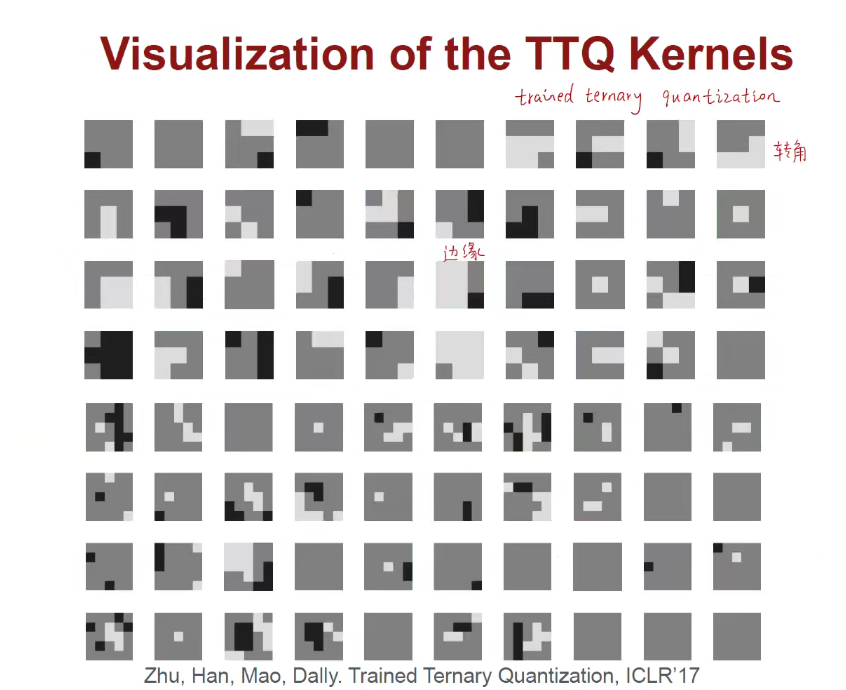 Visualization of the TTQ Kernels
trained ternary quantization
转角
边缘
Zhu, Han, Mao, Dally. Trained Ternary Quantization, ICLR'17